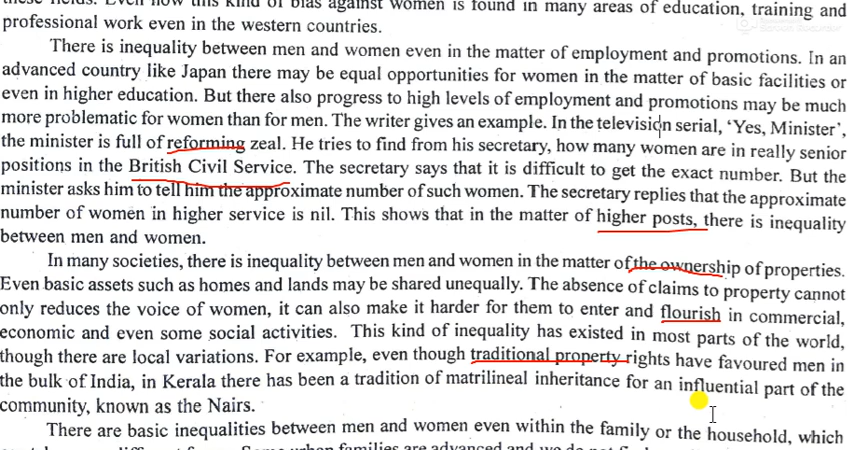 these fields. Even now this kind of bias against women is found in many areas of education, training and
professional work even in the western countries.
There is inequality between men and women even in the matter of employment and promotions. In an
advanced country like Japan there may be equal opportunities for women in the matter of basic facilities or
even in higher education. But there also progress to high levels of employment and promotions may be much
more problematic for women than for men. The writer gives an example. In the television serial, ‘Yes, Minister’,
the minister is full of reforming zeal. He tries to find from his secretary, how many women are in really senior
positions in the British Civil Service. The secretary says that it is difficult to get the exact number. But the
minister asks him to tell him the approximate number of such women. The secretary replies that the approximate
number of women in higher service is nil. This shows that in the matter of higher posts, there is inequality
between men and women.
In many societies, there is inequality between men and women in the matter of the ownership of properties.
Even basic assets such as homes and lands may be shared unequally. The absence of claims to property cannot
only reduces the voice of women, it can also make it harder for them to enter and flourish in commercial,
economic and even some social activities. This kind of inequality has existed in most parts of the world,
though there are local variations. For example, even though traditional property rights have favoured men in
the bulk of India, in Kerala there has been a tradition of matrilineal inheritance for an influential part of the
community, known as the Nairs.
There are basic inequalities between men and women even within the family or the household, which